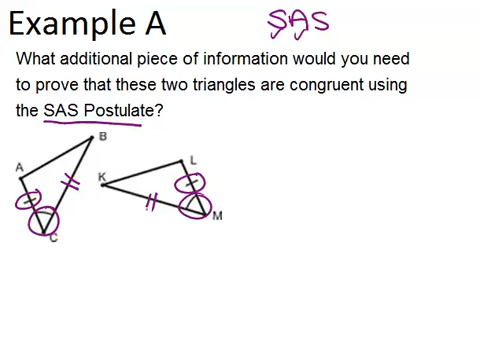 Example A
SAS
What additional piece of information would you need
to prove that these two triangles are congruent using
the SAS Postulate?
B
A
L
K
M
C